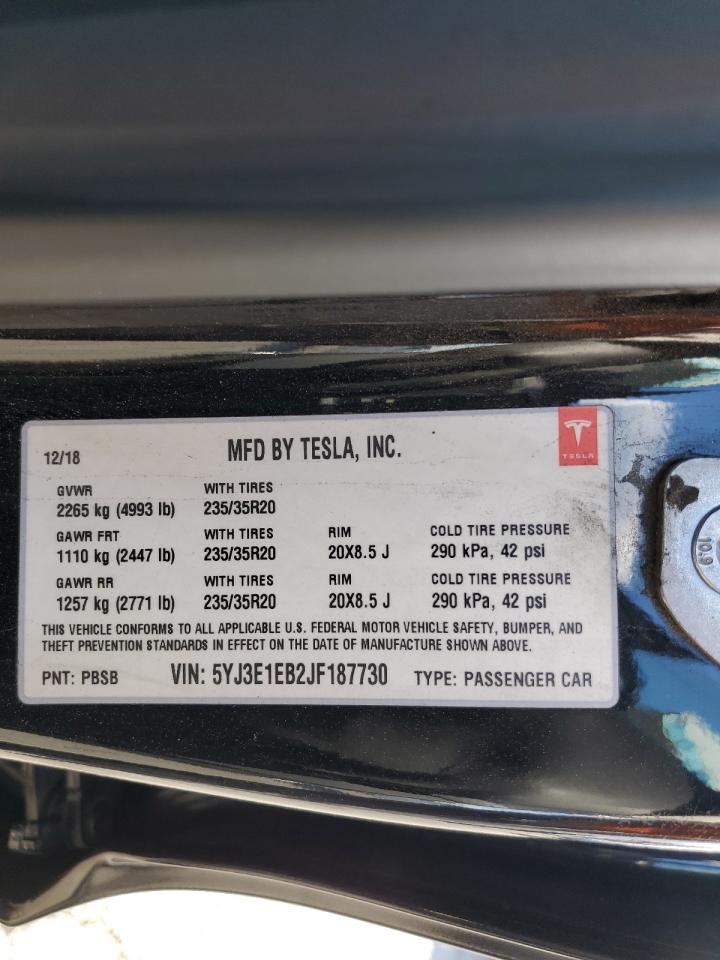 12/18
MFD BY TESLA, INC.
TESLA
GVWR WITH TIRES
2265 kg (4993 lb) 235/35R20
GAWR FRT WITH TIRES RIM COLD TIRE PRESSURE
1110 kg (2447 lb) 235/35R20 20X8.5 J 290 kPa, 42 psi
GAWR RR WITH TIRES RIM COLD TIRE PRESSURE
1257 kg (2771 lb) 235/35R20 20X8.5 J 290 kPa, 42 psi
THIS VEHICLE CONFORMS TO ALL APPLICABLE U.S. FEDERAL MOTOR VEHICLE SAFETY, BUMPER, AND
THEFT PREVENTION STANDARDS IN EFFECT ON THE DATE OF MANUFACTURE SHOWN ABOVE.
PNT: PBSB VIN: 5YJ3E1EB2JF187730 TYPE: PASSENGER CAR
10.9